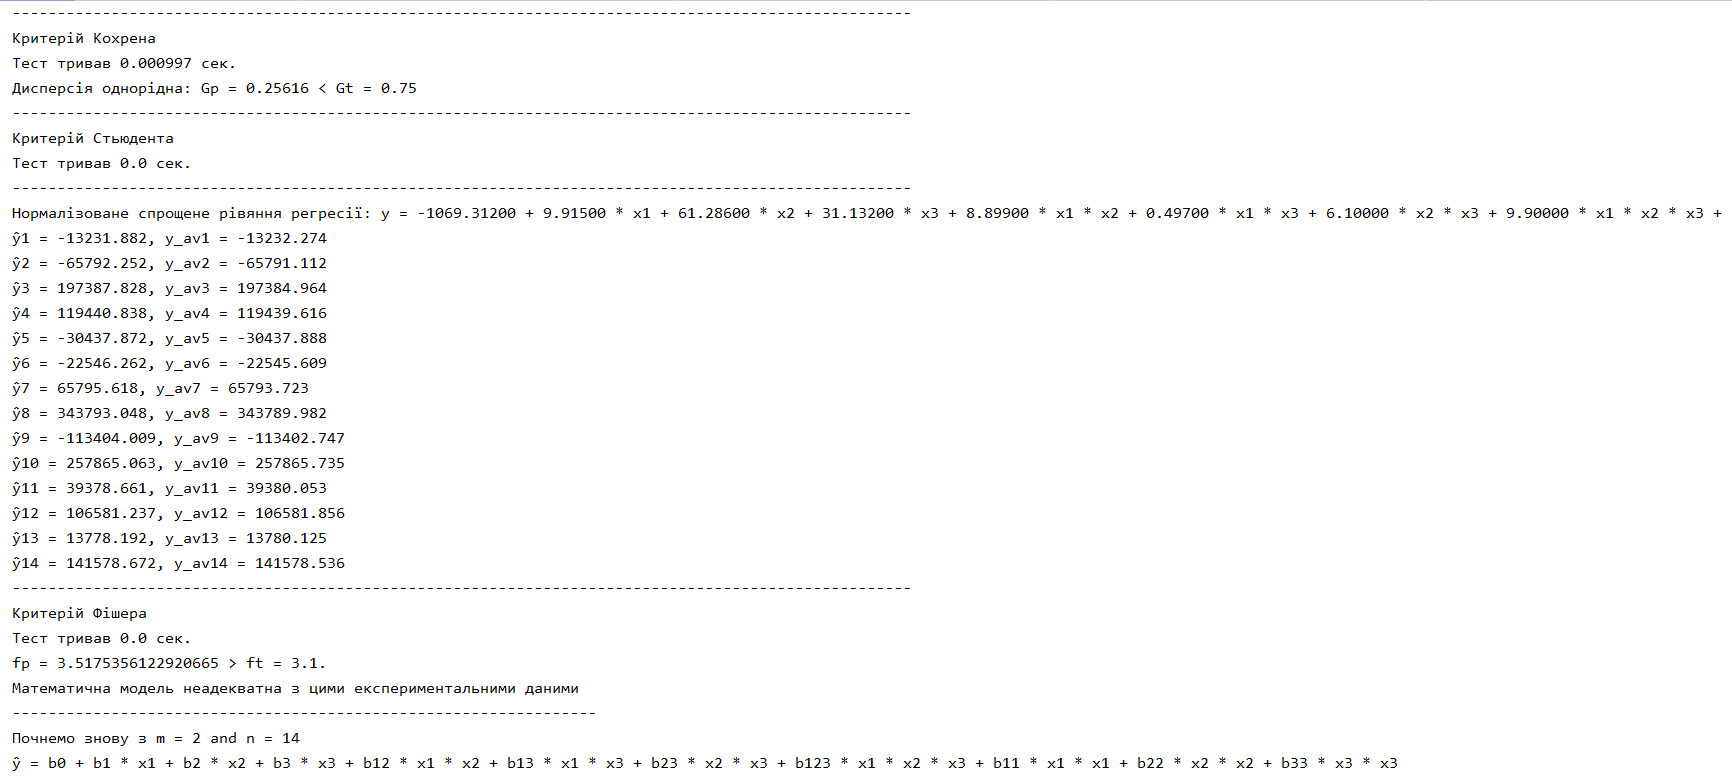 ----------------------------------------------------------------------------------------------------
Критерій Кохрена
Тест тривав 0.000997 сек.
Дисперсія однорідна: Gp = 0.25616 < Gt = 0.75
----------------------------------------------------------------------------------------------------
Критерій Стьюдента
Тест тривав 0.0 сек.
----------------------------------------------------------------------------------------------------
Нормалізоване спрощене рівяння регресії: y = -1069.31200 + 9.91500 * x1 + 61.28600 * x2 + 31.13200 * x3 + 8.89900 * x1 * x2 + 0.49700 * x1 * x3 + 6.10000 * x2 * x3 + 9.90000 * x1 * x2 * x3 +
ŷ1 = -13231.882, y_av1 = -13232.274
ŷ2 = -65792.252, y_av2 = -65791.112
ŷ3 = 197387.828, y_av3 = 197384.964
ŷ4 = 119440.838, y_av4 = 119439.616
ŷ5 = -30437.872, y_av5 = -30437.888
ŷ6 = -22546.262, y_av6 = -22545.609
ŷ7 = 65795.618, y_av7 = 65793.723
ŷ8 = 343793.048, y_av8 = 343789.982
ŷ9 = -113404.009, y_av9 = -113402.747
ŷ10 = 257865.063, y_av10 = 257865.735
ŷ11 = 39378.661, y_av11 = 39380.053
ŷ12 = 106581.237, y_av12 = 106581.856
ŷ13 = 13778.192, y_av13 = 13780.125
ŷ14 = 141578.672, y_av14 = 141578.536
----------------------------------------------------------------------------------------------------
Критерій Фішера
Тест тривав 0.0 сек.
fp = 3.5175356122920665 > ft = 3.1.
Математична модель неадекватна з цими експериментальними даними
-----------------------------------------------------------------
Почнемо знову з m = 2 and n = 14
ŷ = b0 + b1 * x1 + b2 * x2 + b3 * x3 + b12 * x1 * x2 + b13 * x1 * x3 + b23 * x2 * x3 + b123 * x1 * x2 * x3 + b11 * x1 * x1 + b22 * x2 * x2 + b33 * x3 * x3